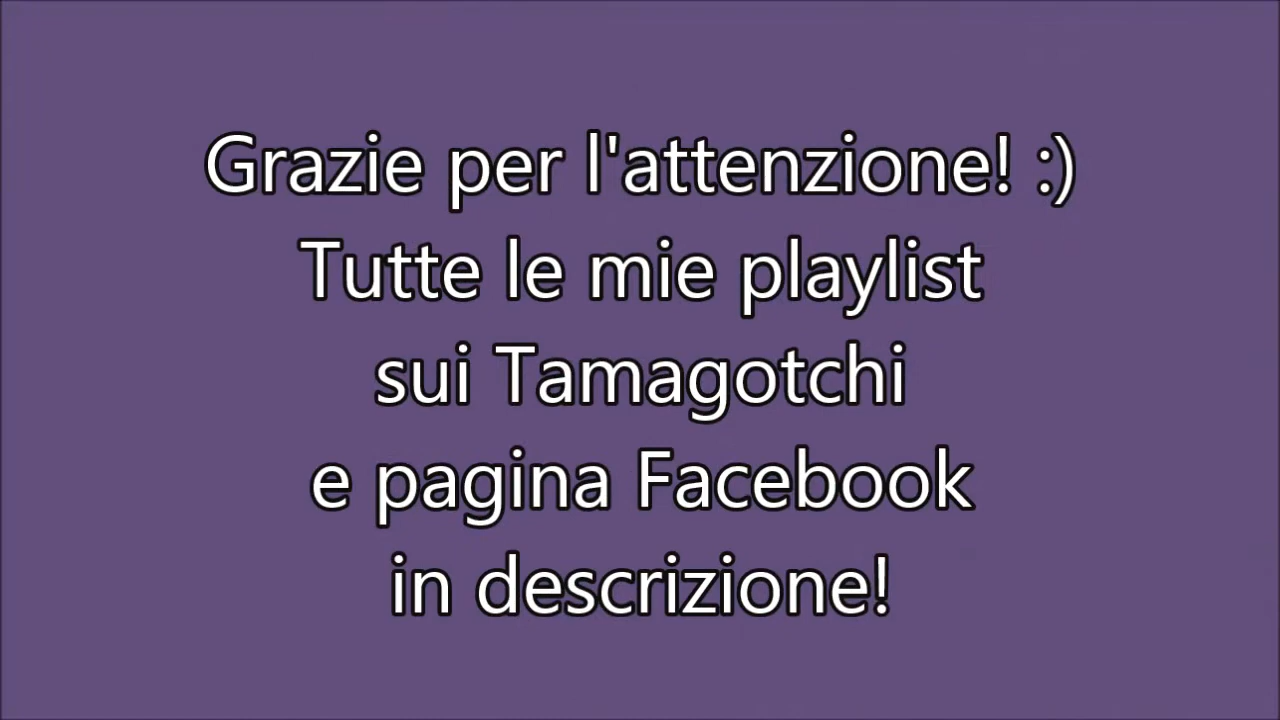 Grazie per l'attenzione! :)
Tutte le mie playlist
sui Tamagotchi
e pagina Facebook
in descrizione!